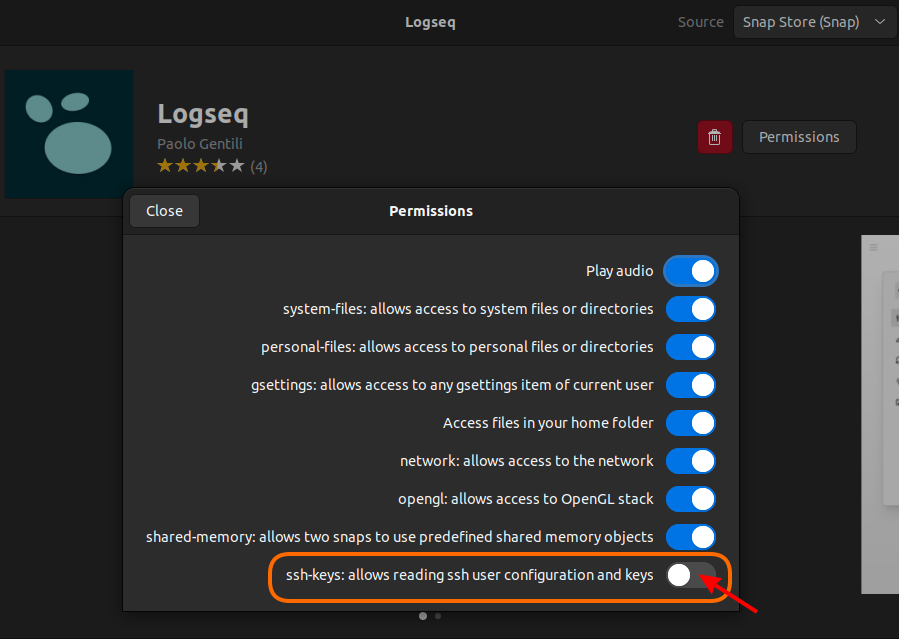 Logseq
Source
Snap Store (Snap)
Logseq
Paolo Gentili
(4)
Permissions
Close
Permissions
Play audio
system-files: allows access to system files or directories
personal-files: allows access to personal files or directories
gsettings: allows access to any gsettings item of current user
Access files in your home folder
network: allows access to the network
opengl: allows access to OpenGL stack
shared-memory: allows two snaps to use predefined shared memory objects
ssh-keys: allows reading ssh user configuration and keys